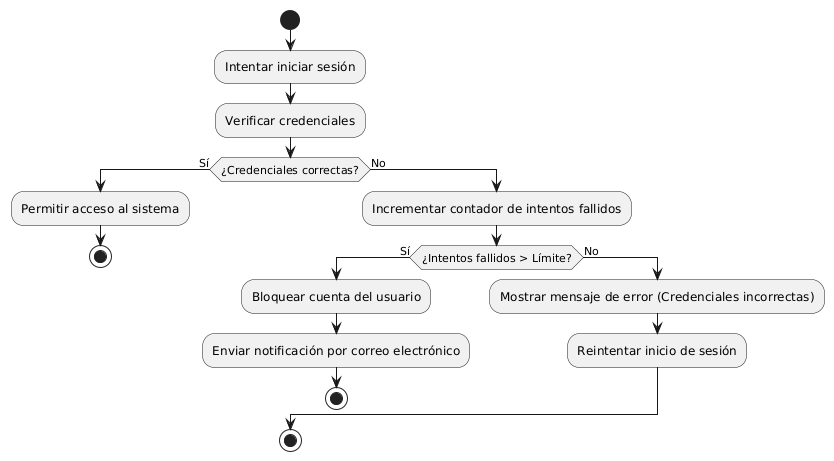 Intentar iniciar sesión
Verificar credenciales
Sí
¿Credenciales correctas?
No
Permitir acceso al sistema
Incrementar contador de intentos fallidos
Sí
¿Intentos fallidos > Límite?
No
Bloquear cuenta del usuario
Mostrar mensaje de error (Credenciales incorrectas)
Enviar notificación por correo electrónico
Reintentar inicio de sesión